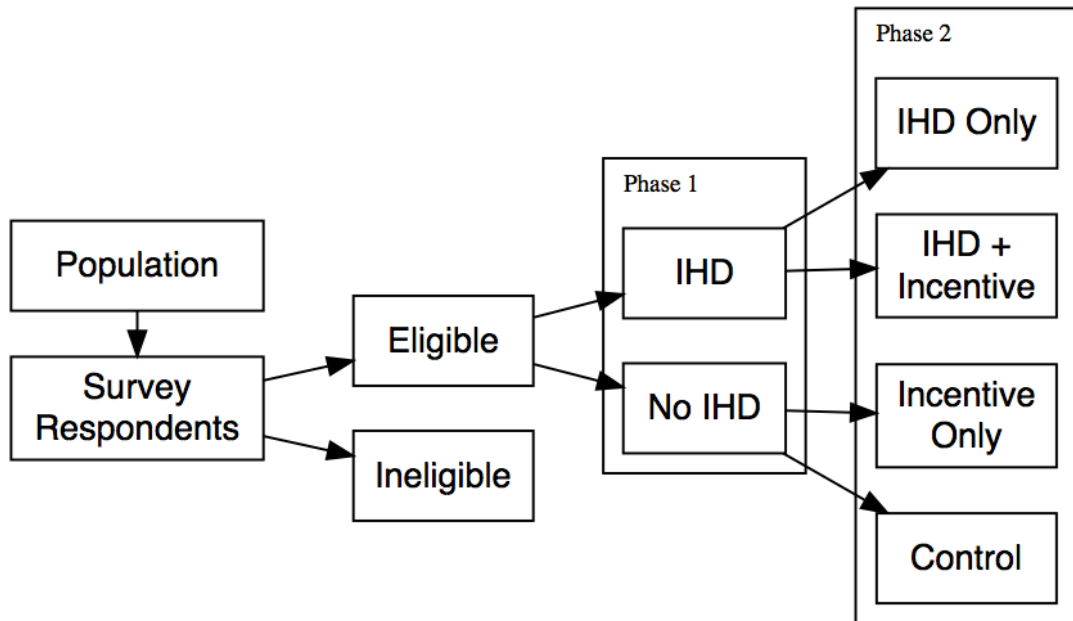 Population
Survey
Respondents
Eligible
Ineligible
Phase 1
IHD
No IHD
Phase 2
IHD Only
IHD +
Incentive
Incentive
Only
Control